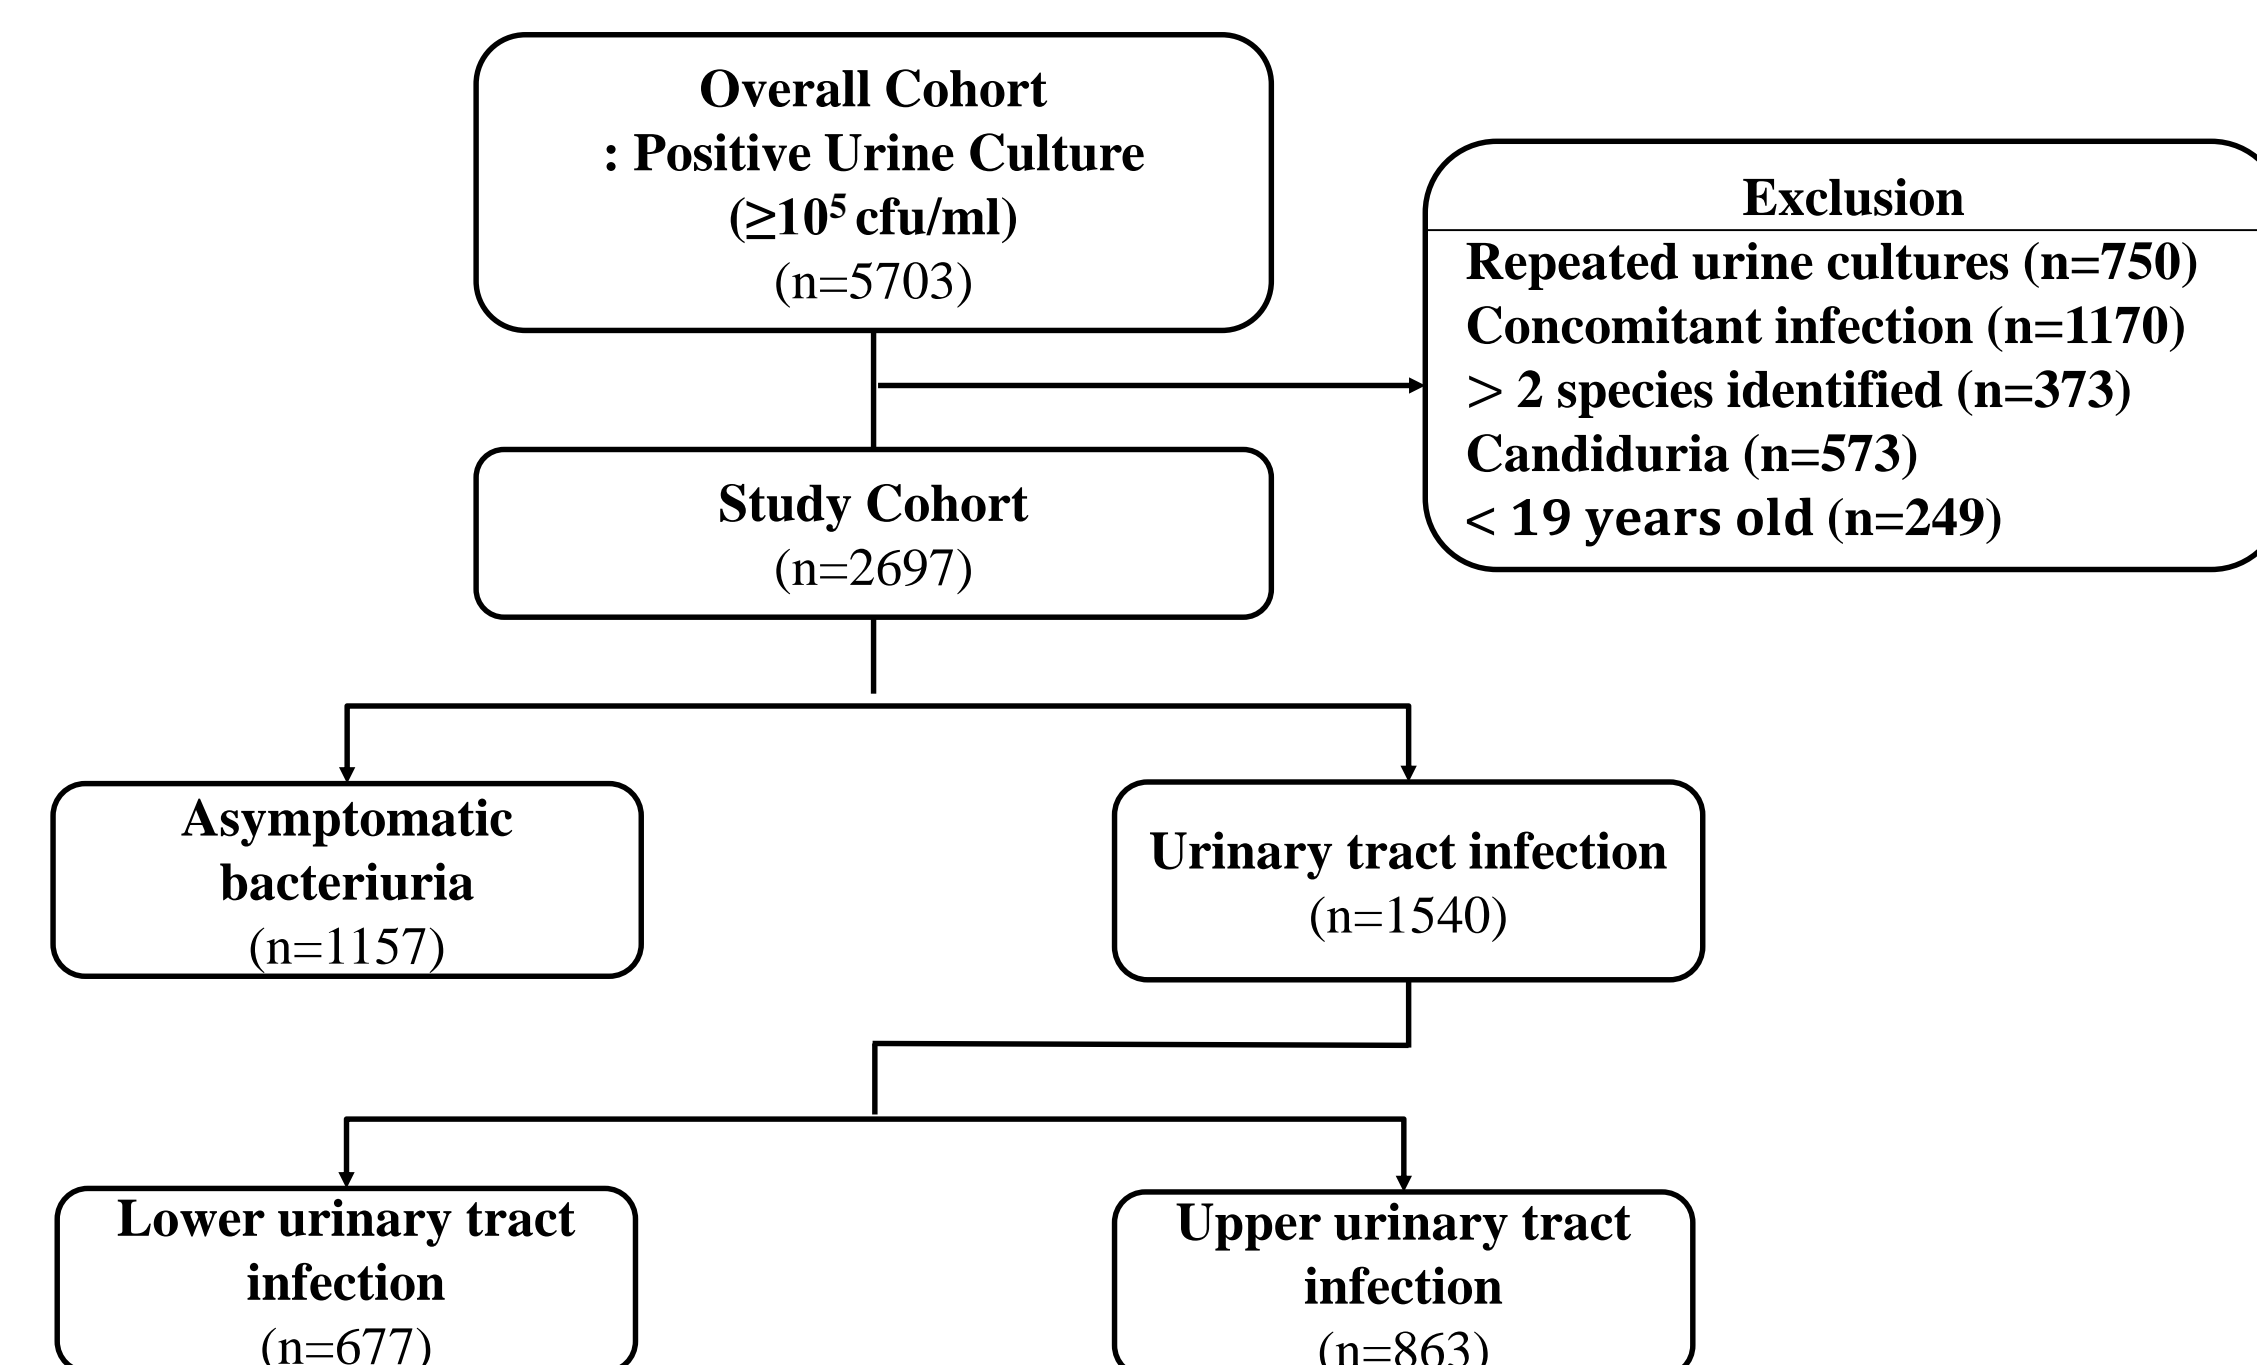 Overall Cohort
: Positive Urine Culture
(≥10⁵ cfu/ml)
(n=5703)
Exclusion
Repeated urine cultures (n=750)
Concomitant infection (n=1170)
> 2 species identified (n=373)
Candiduria (n=573)
< 19 years old (n=249)
Study Cohort
(n=2697)
Asymptomatic
bacteriuria
(n=1157)
Urinary tract infection
(n=1540)
Lower urinary tract
infection
(n=677)
Upper urinary tract
infection
(n=863)